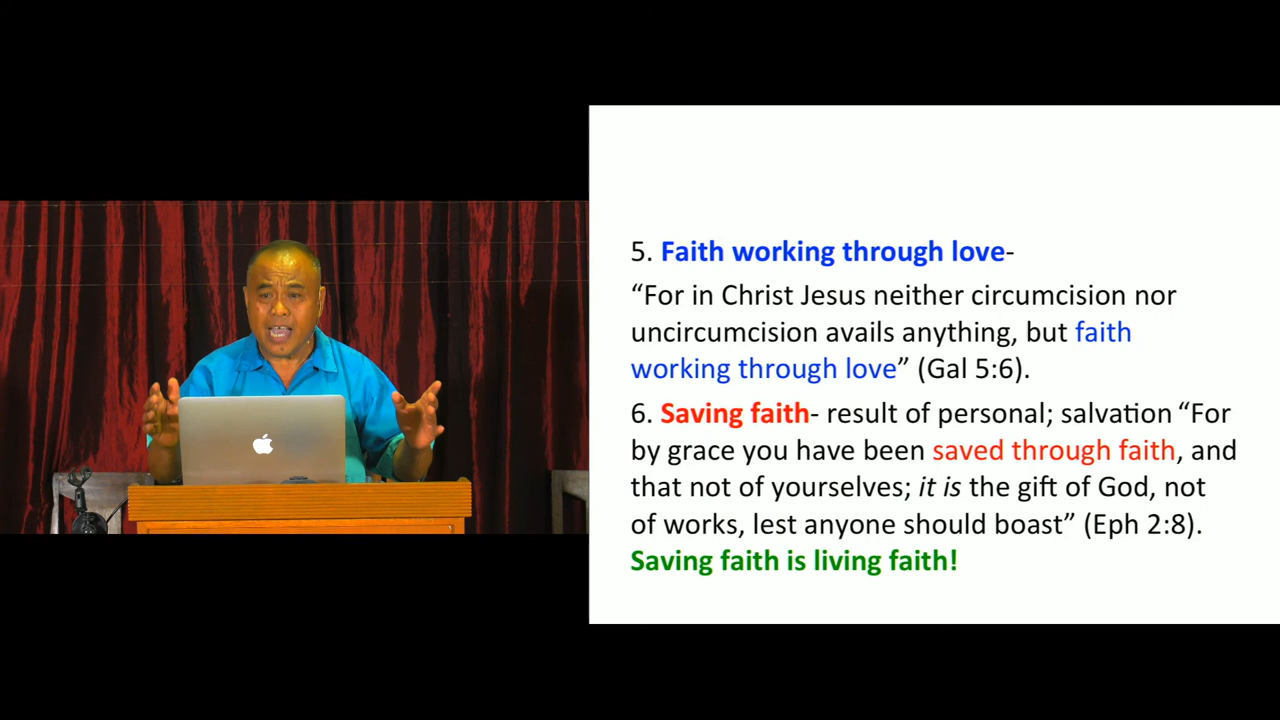 5. Faith working through love-
“For in Christ Jesus neither circumcision nor
uncircumcision avails anything, but faith
working through love” (Gal 5:6).
6. Saving faith- result of personal; salvation “For
by grace you have been saved through faith, and
that not of yourselves; it is the gift of God, not
of works, lest anyone should boast” (Eph 2:8).
Saving faith is living faith!